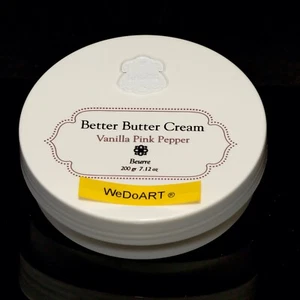 Better Butter Cream
Vanilla Pink Pepper
Beurre
200 gr 7.12 oz
WeDoART ®